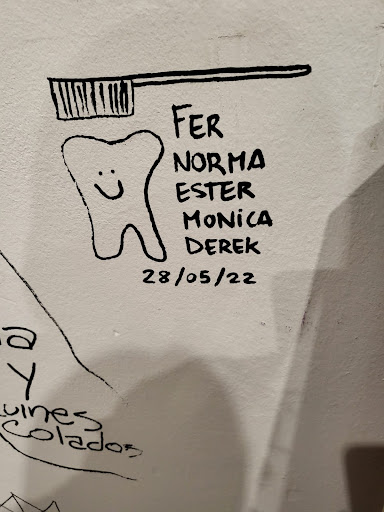 FER
NORMA
ESTER
MONICA
DEREK
28/05/22
a
y
uines
Colados